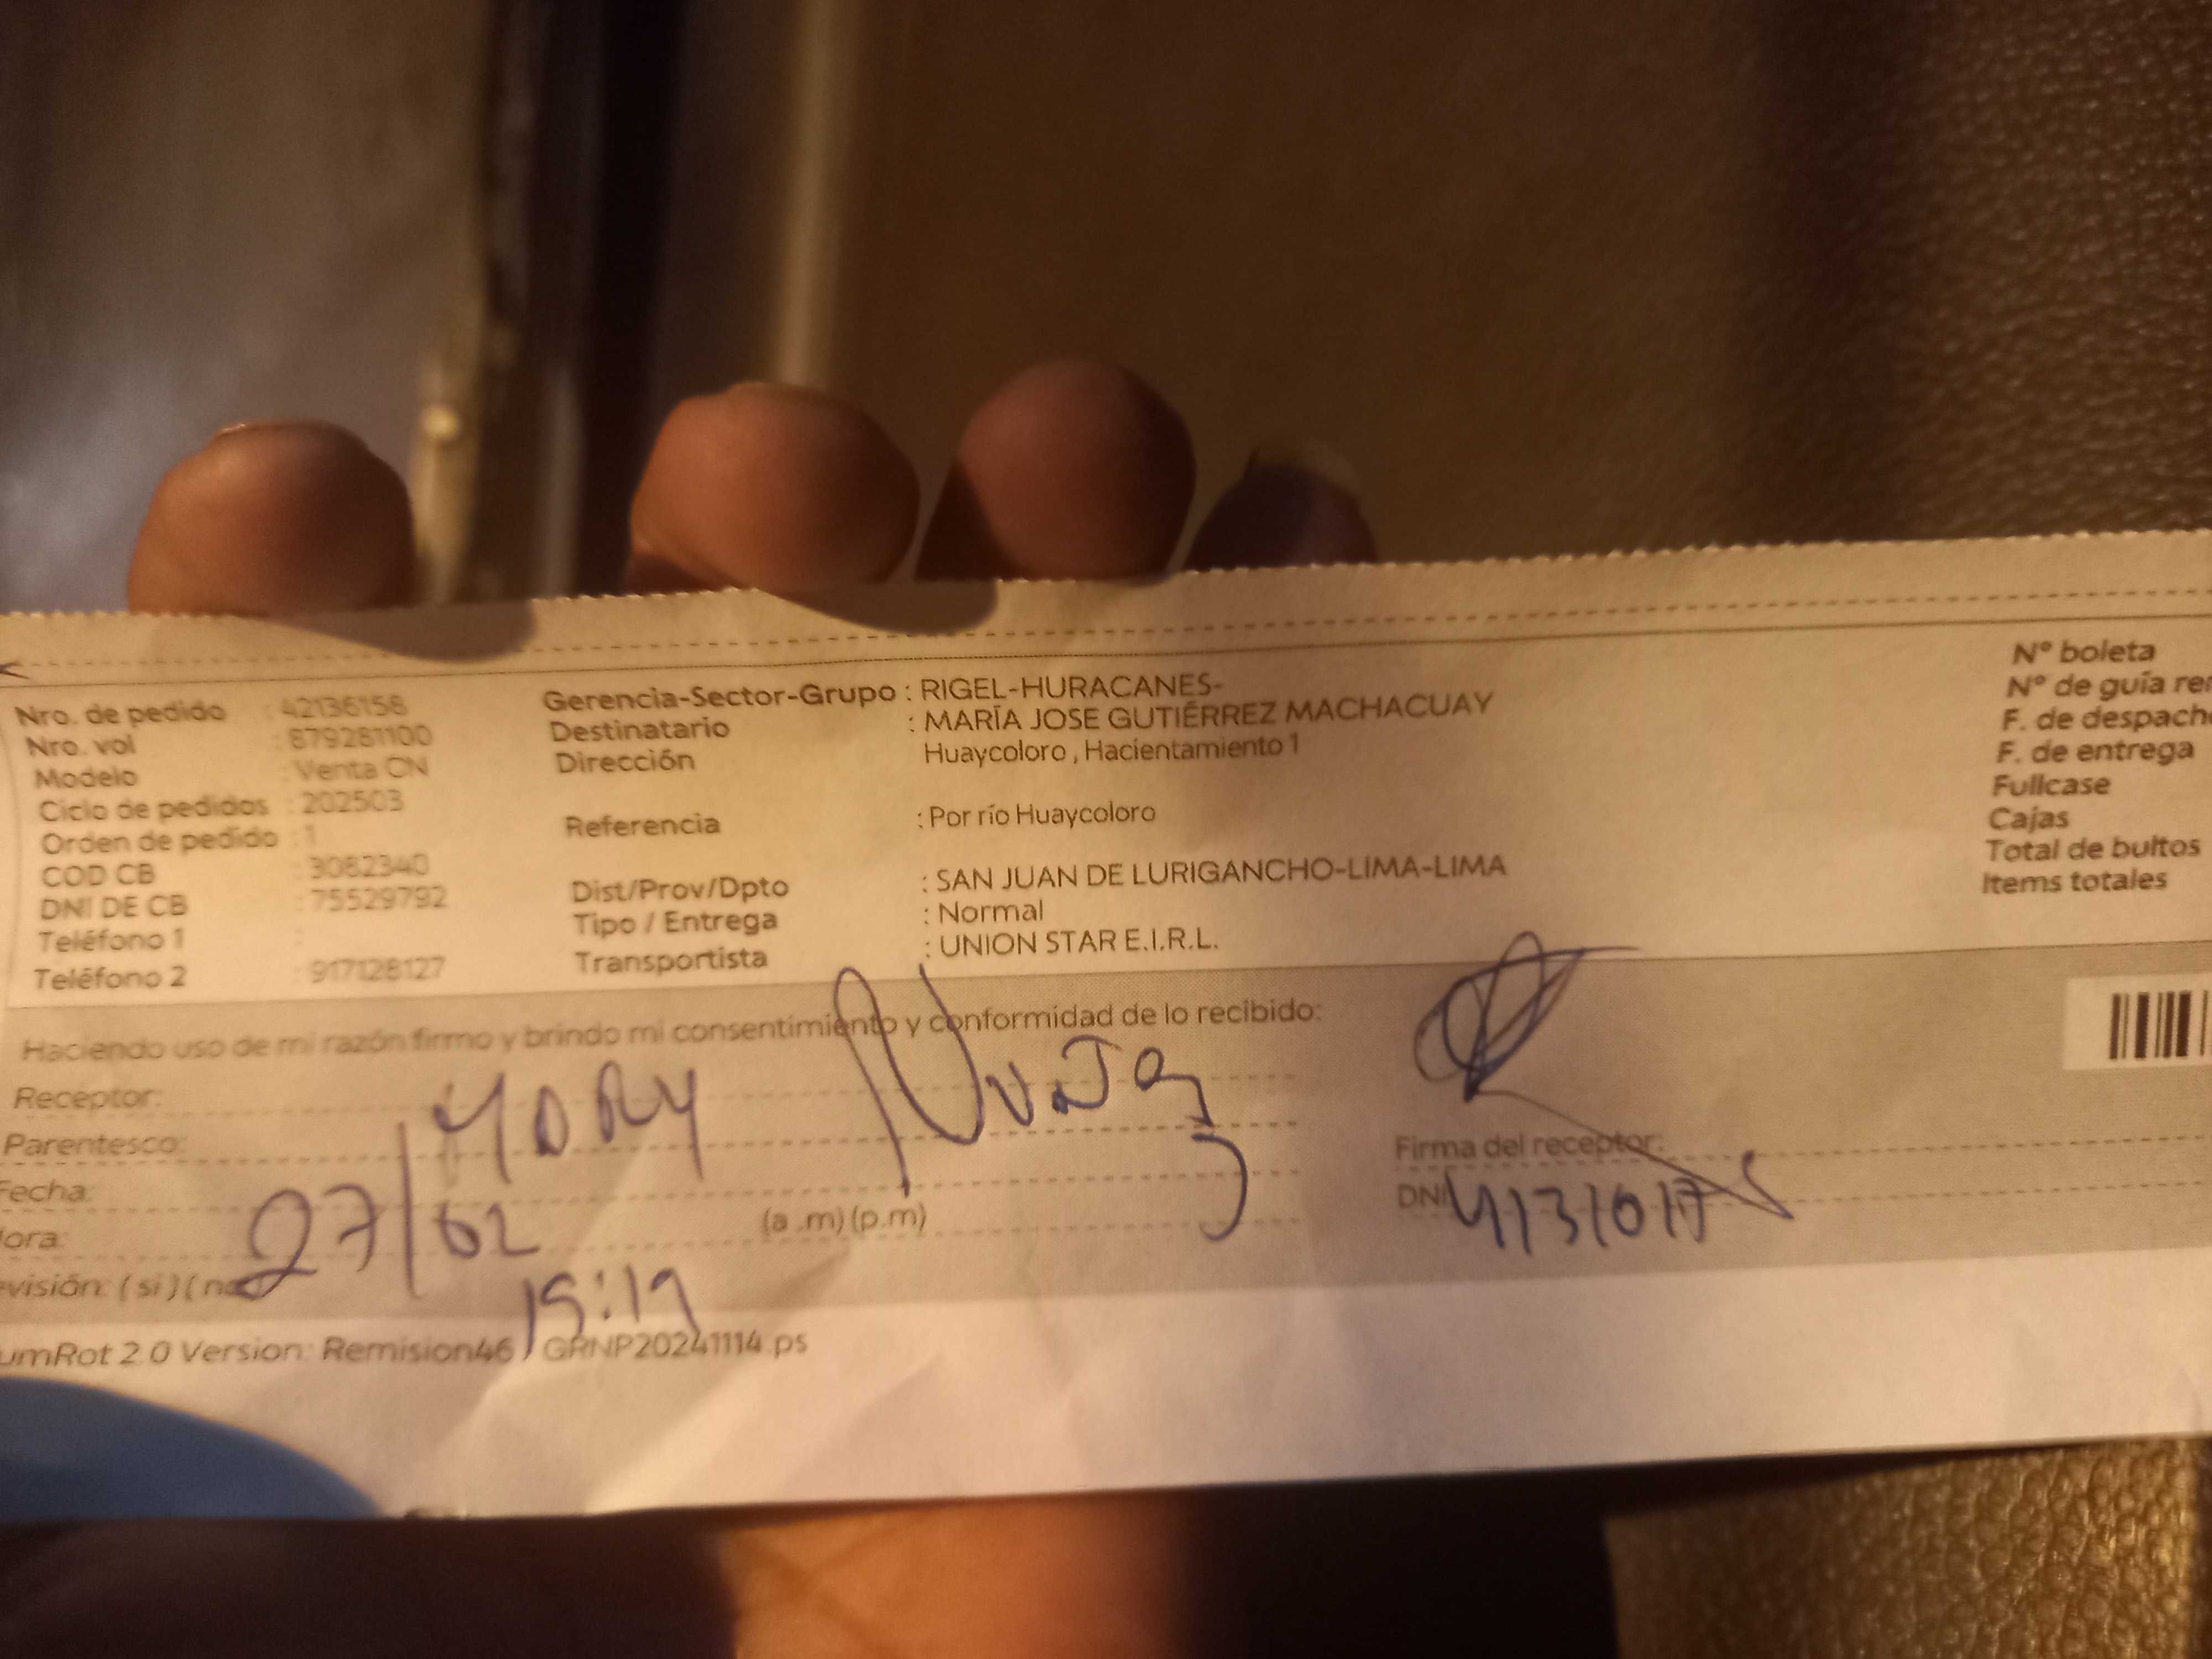 Nro. de pedido : 42136158
Nro. vol : 879281100
Modelo : Venta CN
Ciclo de pedidos : 202503
Orden de pedido : 1
COD CB : 3082340
DNI DE CB : 75529792
Teléfono 1 :
Teléfono 2 : 917128127
Gerencia-Sector-Grupo : RIGEL-HURACANES-
Destinatario : MARÍA JOSE GUTIÉRREZ MACHACUAY
Dirección Huaycoloro , Hacientamiento 1
Referencia : Por río Huaycoloro
Dist/Prov/Dpto : SAN JUAN DE LURIGANCHO-LIMA-LIMA
Tipo / Entrega : Normal
Transportista : UNION STAR E.I.R.L.
N° boleta
N° de guía rem
F. de despacho
F. de entrega
Fullcase
Cajas
Total de bultos
Items totales
Haciendo uso de mi razón firmo y brindo mi consentimiento y conformidad de lo recibido:
Receptor:
Parentesco:
Fecha: 27/02
ora: (a .m) (p.m)
evisión: ( si ) ( no
15:19
Firma del receptor:
DNI
umRot 2.0 Version: Remision46 GRNP20241114.ps